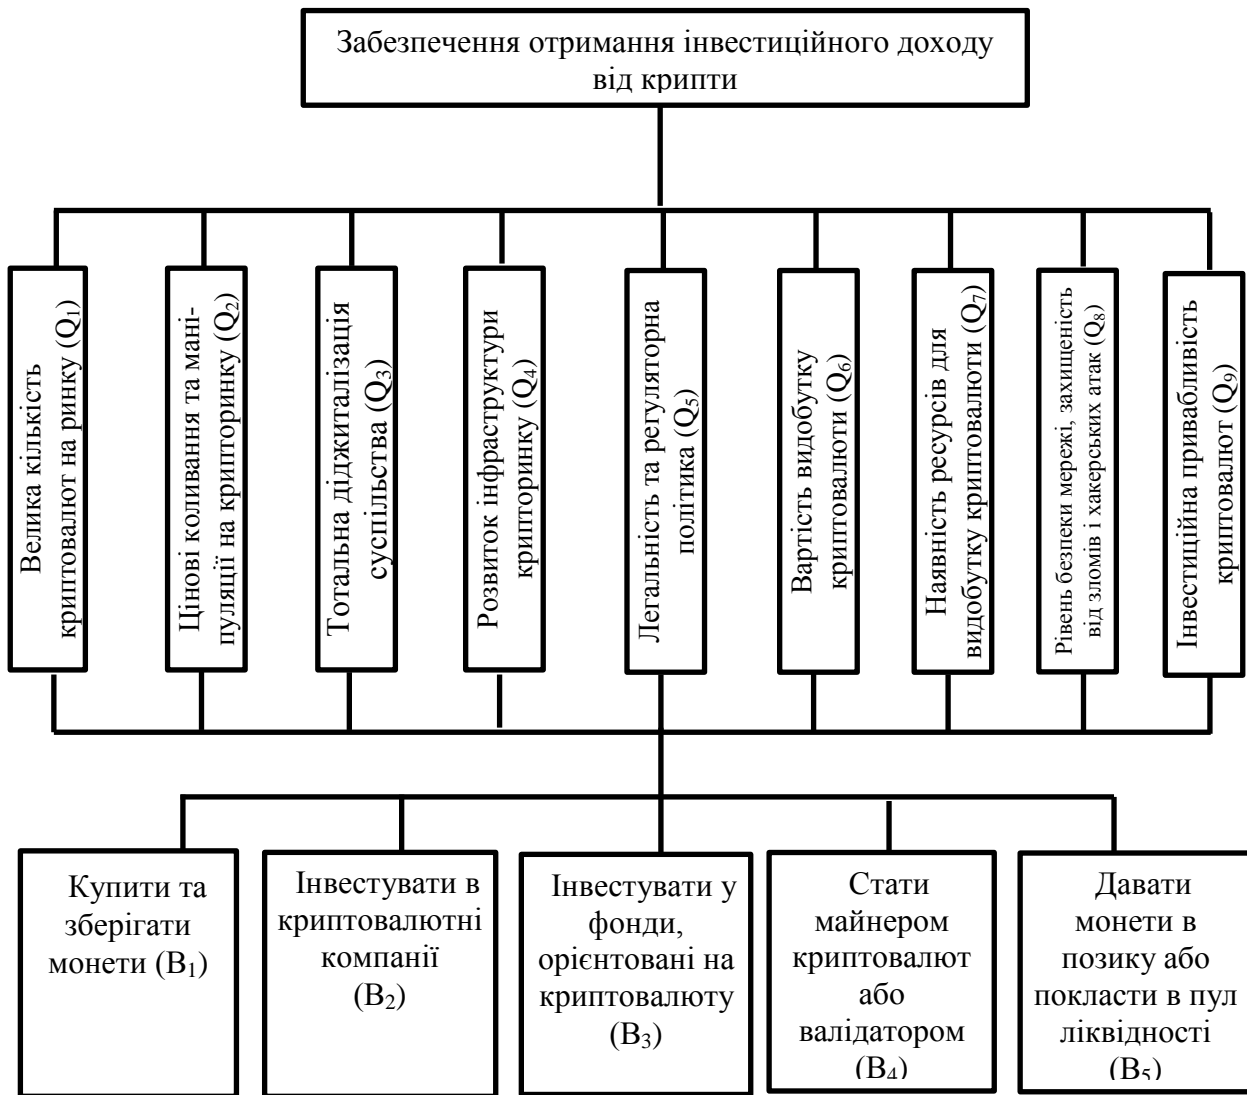 Забезпечення отримання інвестиційного доходу
від крипти
Велика кількість
криптовалют на ринку (Q₁)
Цінові коливання та мані-
пуляції на крипторинку (Q₂)
Тотальна діджиталізація
суспільства (Q₃)
Розвиток інфраструктури
крипторинку (Q₄)
Легальність та регуляторна
політика (Q₅)
Вартість видобутку
криптовалюти (Q₆)
Наявність ресурсів для
видобутку криптовалюти (Q₇)
Рівень безпеки мережі, захищеність
від зломів і хакерських атак (Q₈)
Інвестиційна привабливість
криптовалют (Q₉)
Купити та
зберігати
монети (B₁)
Інвестувати в
криптовалютні
компанії
(B₂)
Інвестувати у
фонди,
орієнтовані на
криптовалюту
(B₃)
Стати
майнером
криптовалют
або
валідатором
(B₄)
Давати
монети в
позику або
покласти в пул
ліквідності
(B₅)